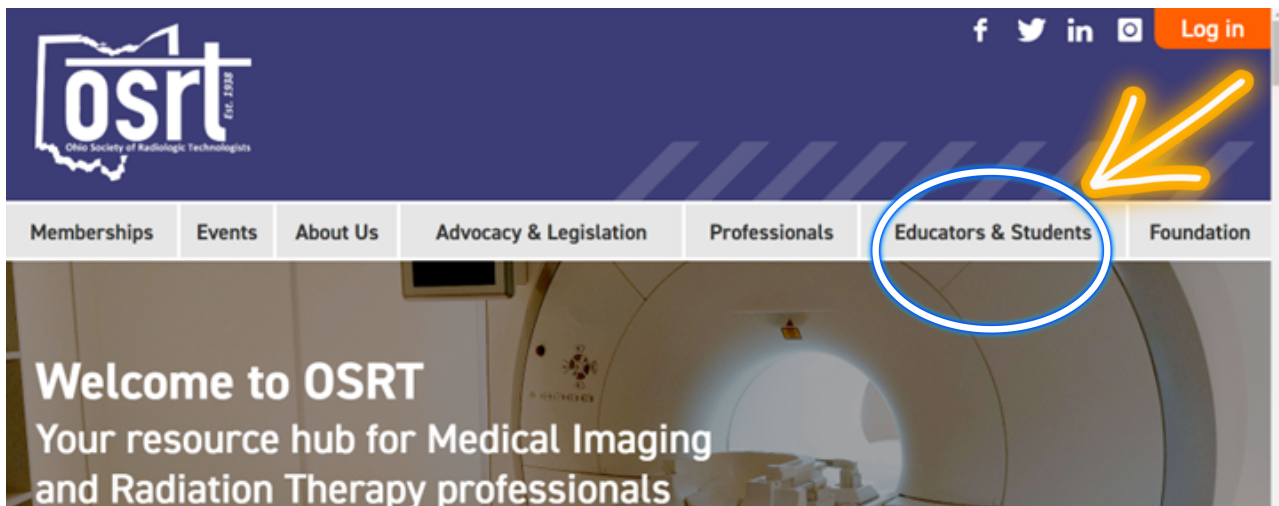 Log in
osrt
Est. 1938
Ohio Society of Radiologic Technologists
Memberships Events About Us Advocacy & Legislation Professionals Educators & Students Foundation
Welcome to OSRT
Your resource hub for Medical Imaging
and Radiation Therapy professionals